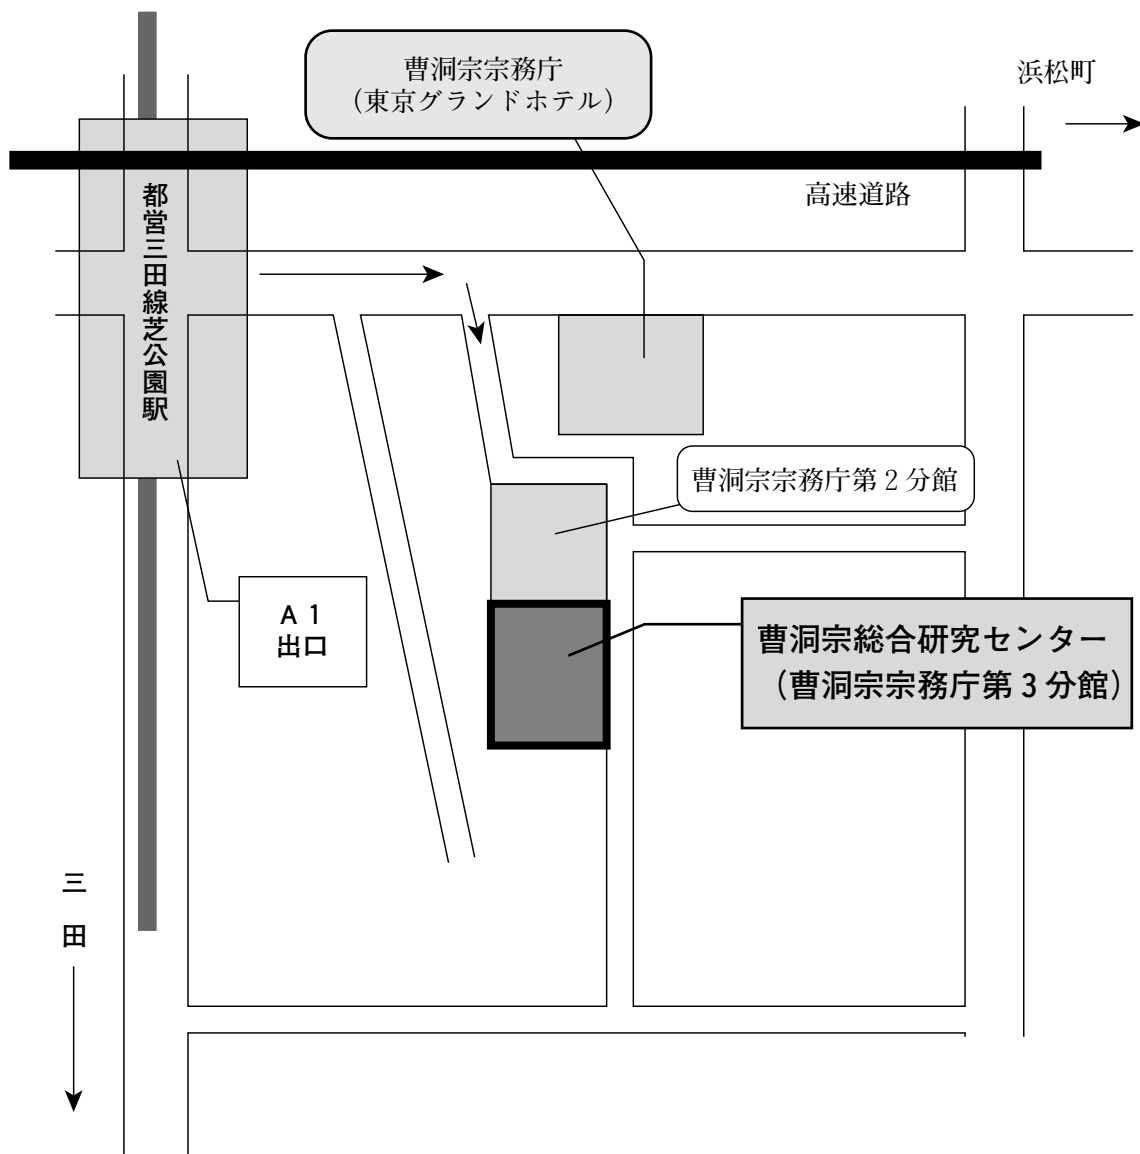 曹洞宗宗務庁
（東京グランドホテル）
浜松町
高速道路
都営三田線芝公園駅
曹洞宗宗務庁第２分館
Ａ１
出口
曹洞宗総合研究センター
（曹洞宗宗務庁第３分館）
三田